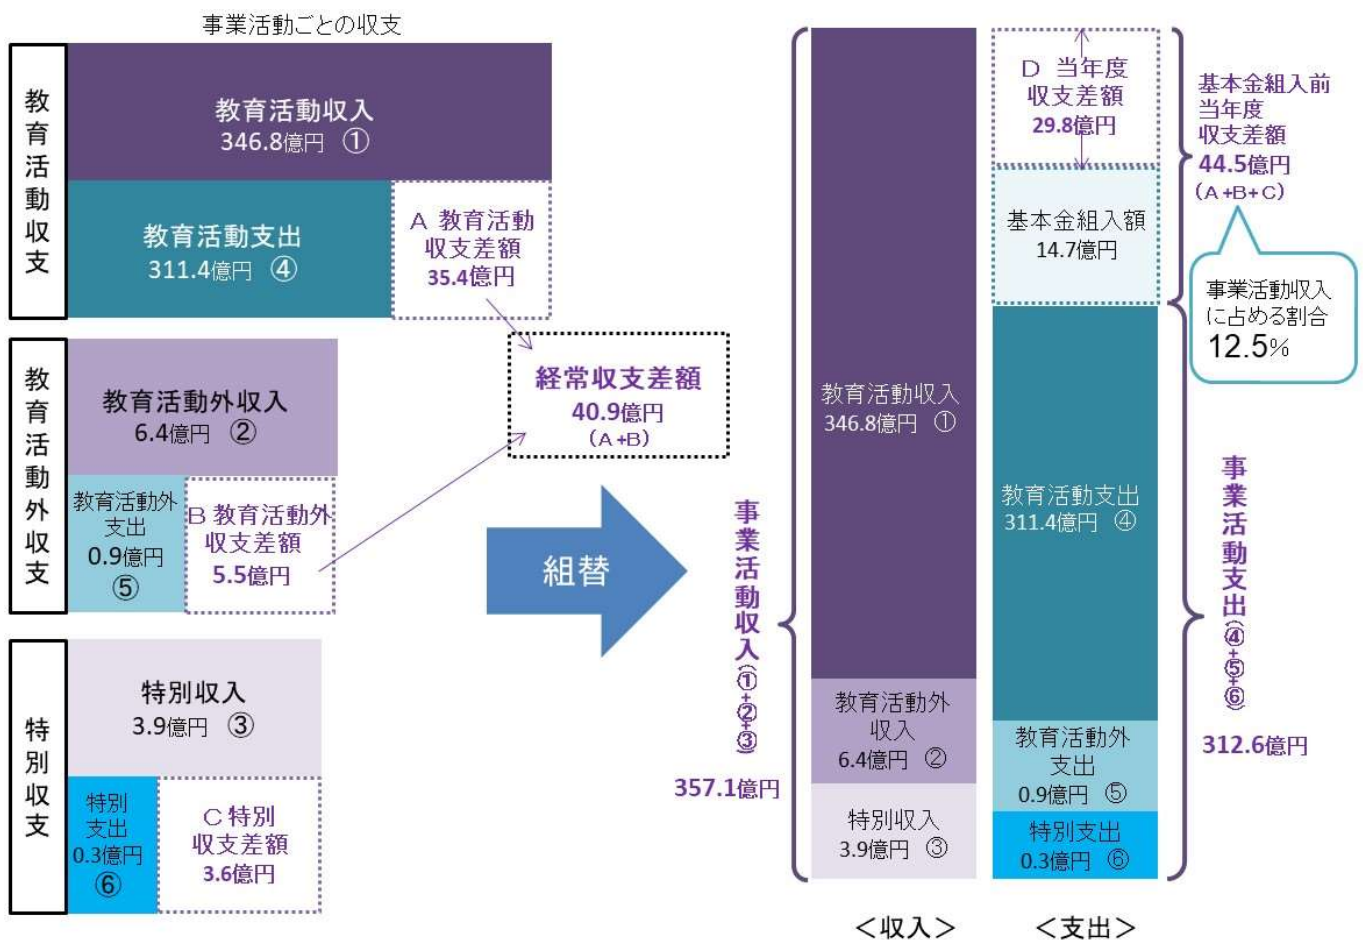 事業活動ごとの収支
教育活動収支
教育活動収入
346.8億円 ①
教育活動支出
311.4億円 ④
A 教育活動
収支差額
35.4億円
教育活動外収支
教育活動外収入
6.4億円 ②
教育活動外
支出
0.9億円
⑤
B 教育活動外
収支差額
5.5億円
経常収支差額
40.9億円
(A+B)
特別収支
特別収入
3.9億円 ③
特別
支出
0.3億円
⑥
C 特別
収支差額
3.6億円
組替
事業活動収入(①+②+③)
357.1億円
教育活動収入
346.8億円 ①
教育活動外
収入
6.4億円 ②
特別収入
3.9億円 ③
<収入>
D 当年度
収支差額
29.8億円
基本金組入額
14.7億円
教育活動支出
311.4億円 ④
教育活動外
支出
0.9億円 ⑤
特別支出
0.3億円 ⑥
<支出>
基本金組入前
当年度
収支差額
44.5億円
(A+B+C)
事業活動収入
に占める割合
12.5%
事業活動支出(④+⑤+⑥)
312.6億円